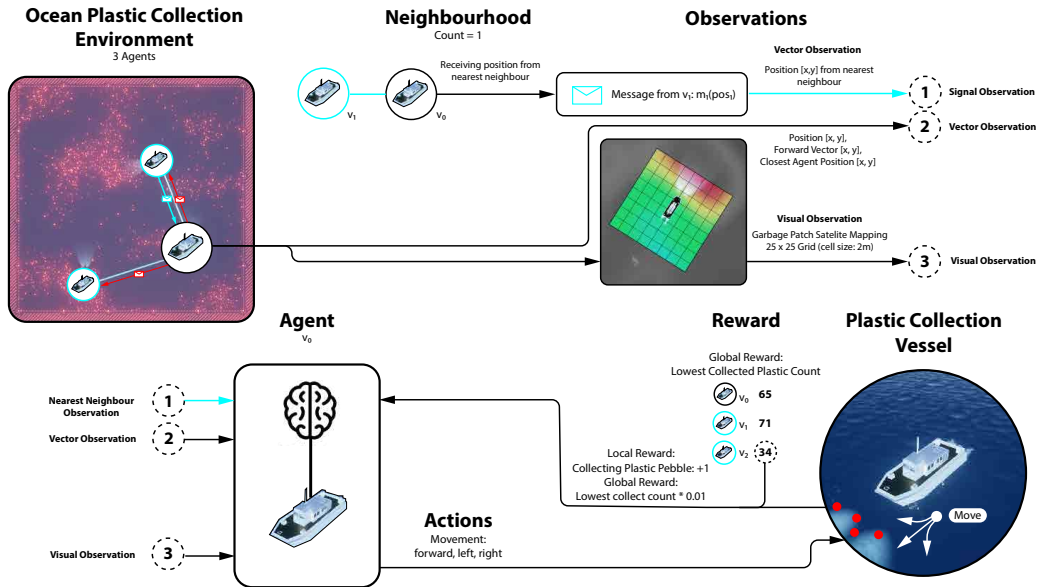 Ocean Plastic Collection
Environment
3 Agents
Neighbourhood
Count = 1
Receiving position from
nearest neighbour
v₁
v₀
Message from v₁: m₁(pos₁)
Observations
Vector Observation
Position [x,y] from nearest
neighbour
1
Signal Observation
2
Vector Observation
Position [x, y],
Forward Vector [x, y],
Closest Agent Position [x, y]
Visual Observation
Garbage Patch Satelite Mapping
25 x 25 Grid (cell size: 2m)
3
Visual Observation
Agent
v₀
Nearest Neighbour
Observation
1
Vector Observation
2
Visual Observation
3
Actions
Movement:
forward, left, right
Reward
Global Reward:
Lowest Collected Plastic Count
v₀ 65
v₁ 71
v₂ 34
Local Reward:
Collecting Plastic Pebble: +1
Global Reward:
Lowest collect count * 0.01
Plastic Collection
Vessel
Move